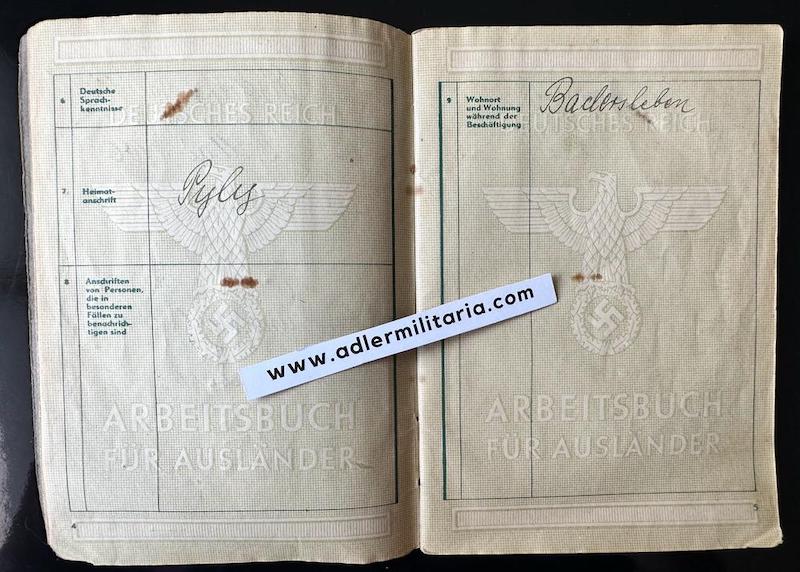 DEUTSCHES REICH
6 Deutsche
Sprach-
kenntnisse
7. Heimat-
anschrift
Pyly
8 Anschriften
von Personen,
die in
besonderen
Fällen zu
benachrich-
tigen sind
ARBEITSBUCH
FÜR AUSLÄNDER
4
DEUTSCHES REICH
9 Wohnort
und Wohnung
während der
Beschäftigung
Badersleben
www.adlermilitaria.com
ARBEITSBUCH
FÜR AUSLÄNDER
5